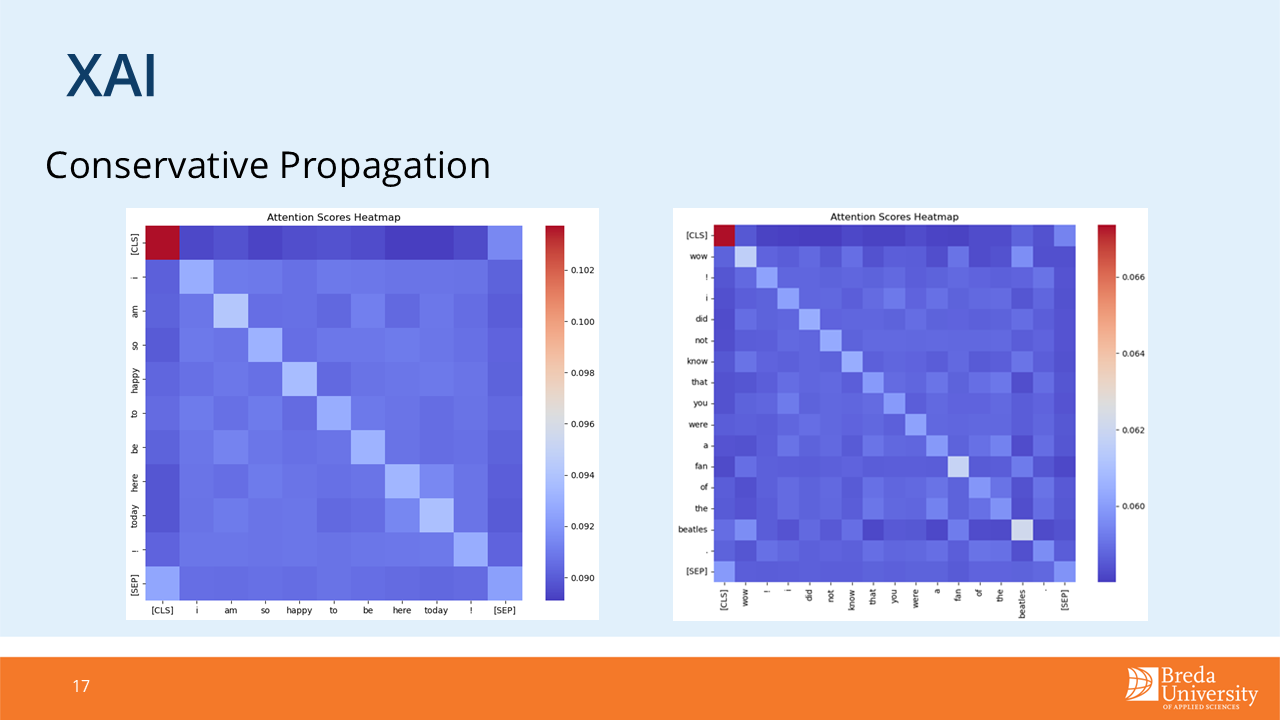 XAI
Conservative Propagation
Attention Scores Heatmap
[CLS]
i
am
so
happy
to
be
here
today
!
[SEP]
[CLS] i am so happy to be here today ! [SEP]
0.102
0.100
0.098
0.096
0.094
0.092
0.090
Attention Scores Heatmap
[CLS]
wow
!
i
did
not
know
that
you
were
a
fan
of
the
beatles
.
[SEP]
[CLS] wow ! i did not know that you were a fan of the beatles . [SEP]
0.066
0.064
0.062
0.060
17
Breda
University
OF APPLIED SCIENCES